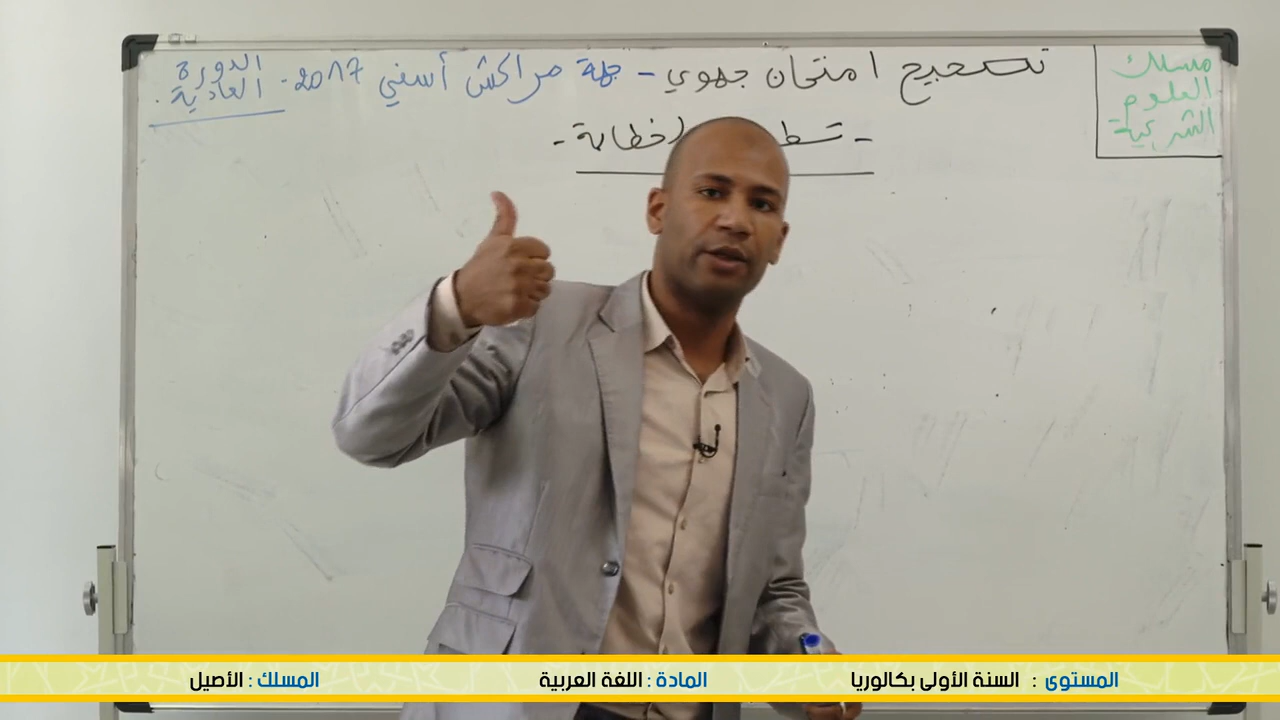 تصحيح امتحان جهوي - جهة مراكش أسفي 2017 - الدورة العادية.
مسلك
العلوم
الشرعية
المستوى : السنة الأولى بكالوريا
المادة : اللغة العربية
المسلك : الأصيل